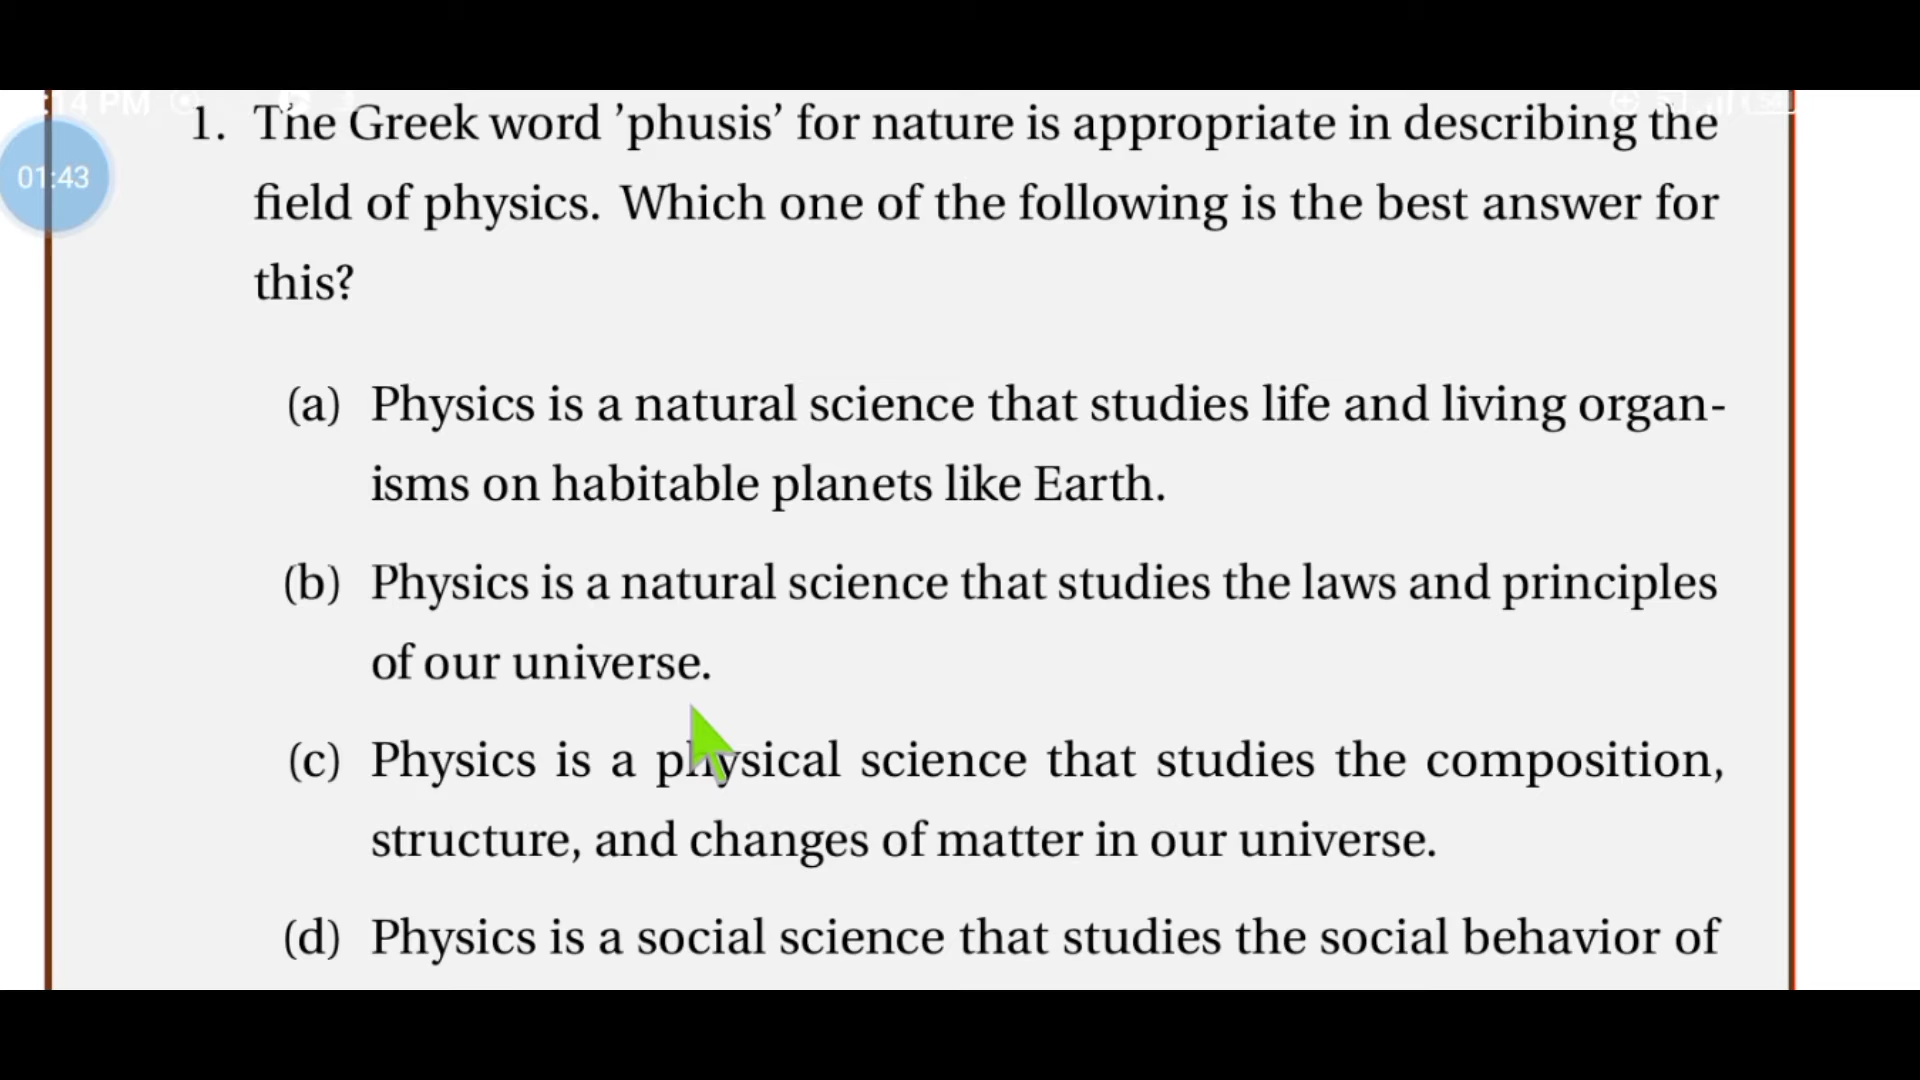 :14 PM
01:43
1. The Greek word ’phusis’ for nature is appropriate in describing the
field of physics. Which one of the following is the best answer for
this?
(a) Physics is a natural science that studies life and living organ-
isms on habitable planets like Earth.
(b) Physics is a natural science that studies the laws and principles
of our universe.
(c) Physics is a physical science that studies the composition,
structure, and changes of matter in our universe.
(d) Physics is a social science that studies the social behavior of